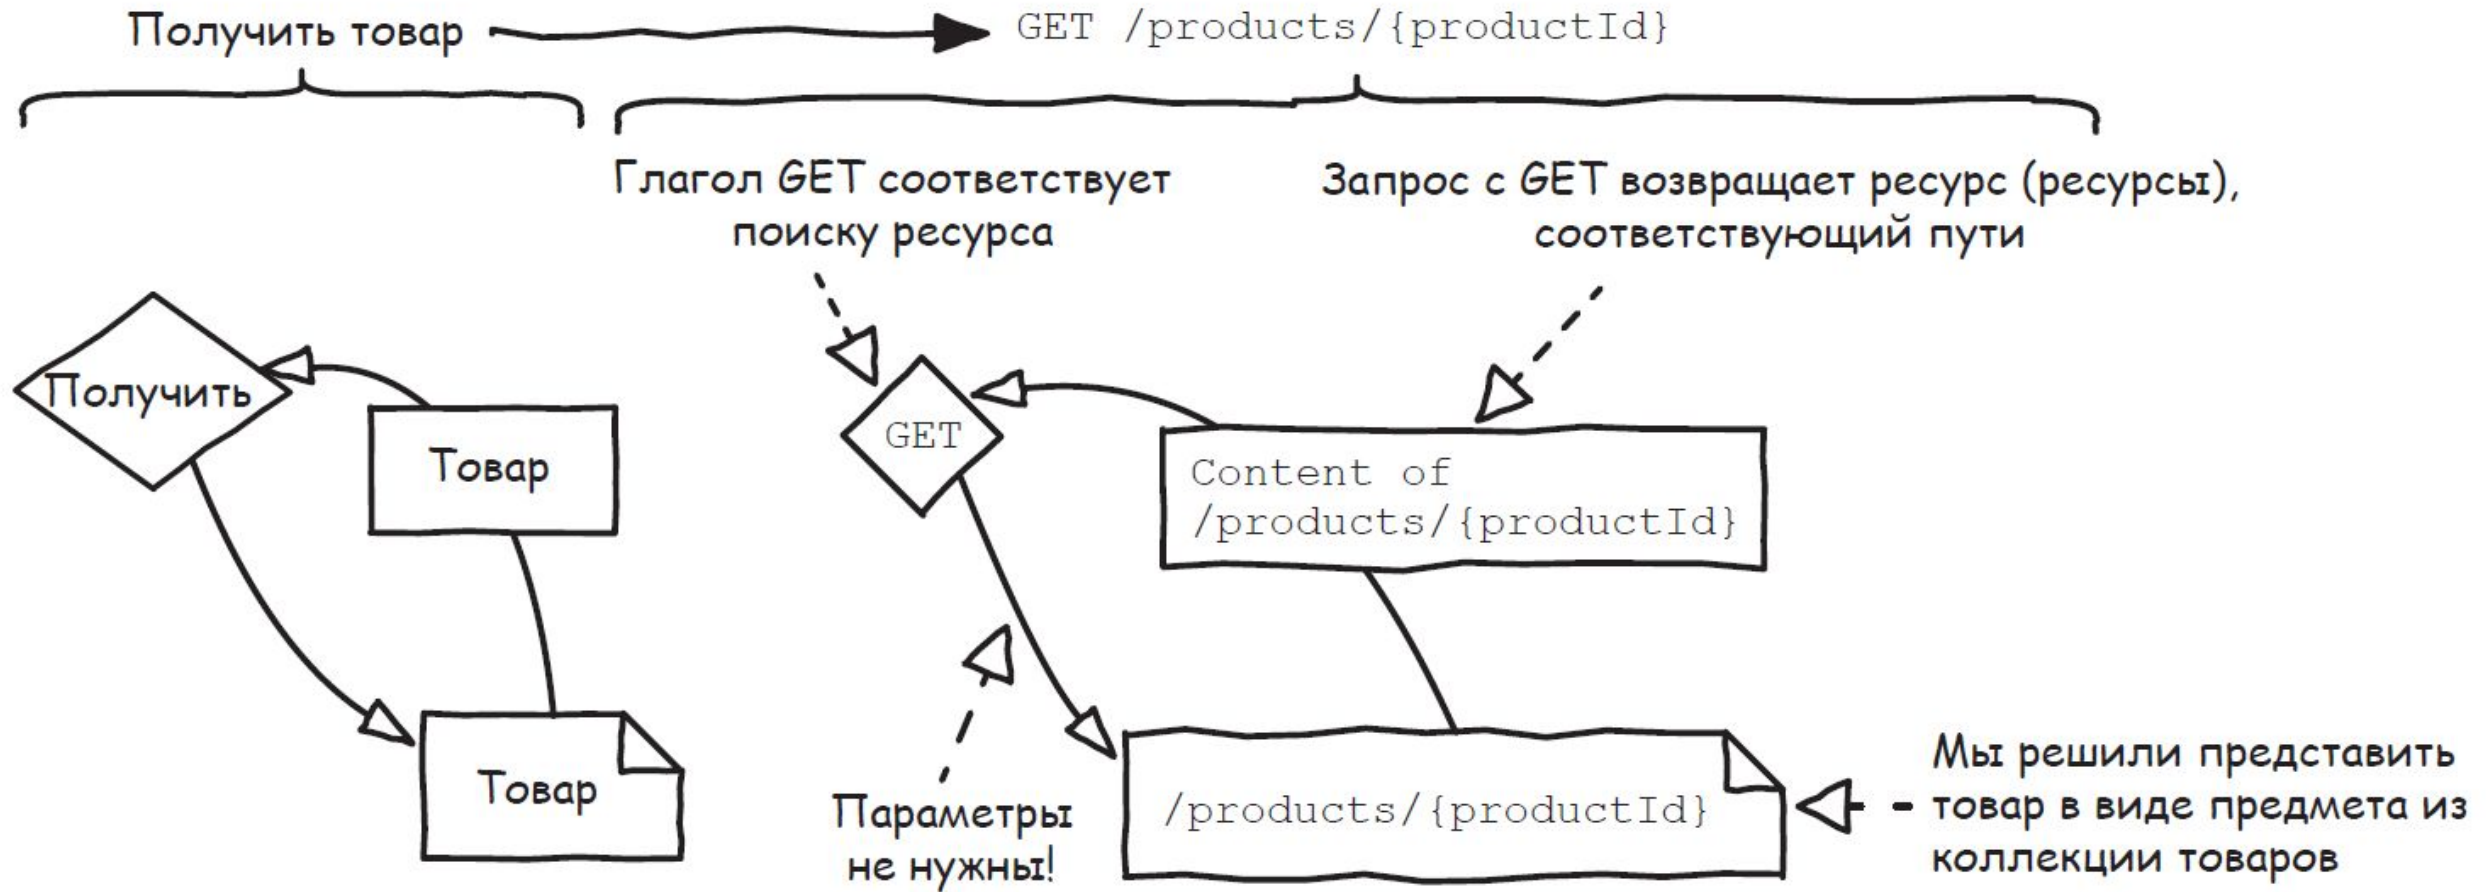 Получить товар
GET /products/{productId}
Глагол GET соответствует
поиску ресурса
Запрос с GET возвращает ресурс (ресурсы),
соответствующий пути
Получить
Товар
Товар
GET
Content of
/products/{productId}
/products/{productId}
Параметры
не нужны!
Мы решили представить
товар в виде предмета из
коллекции товаров